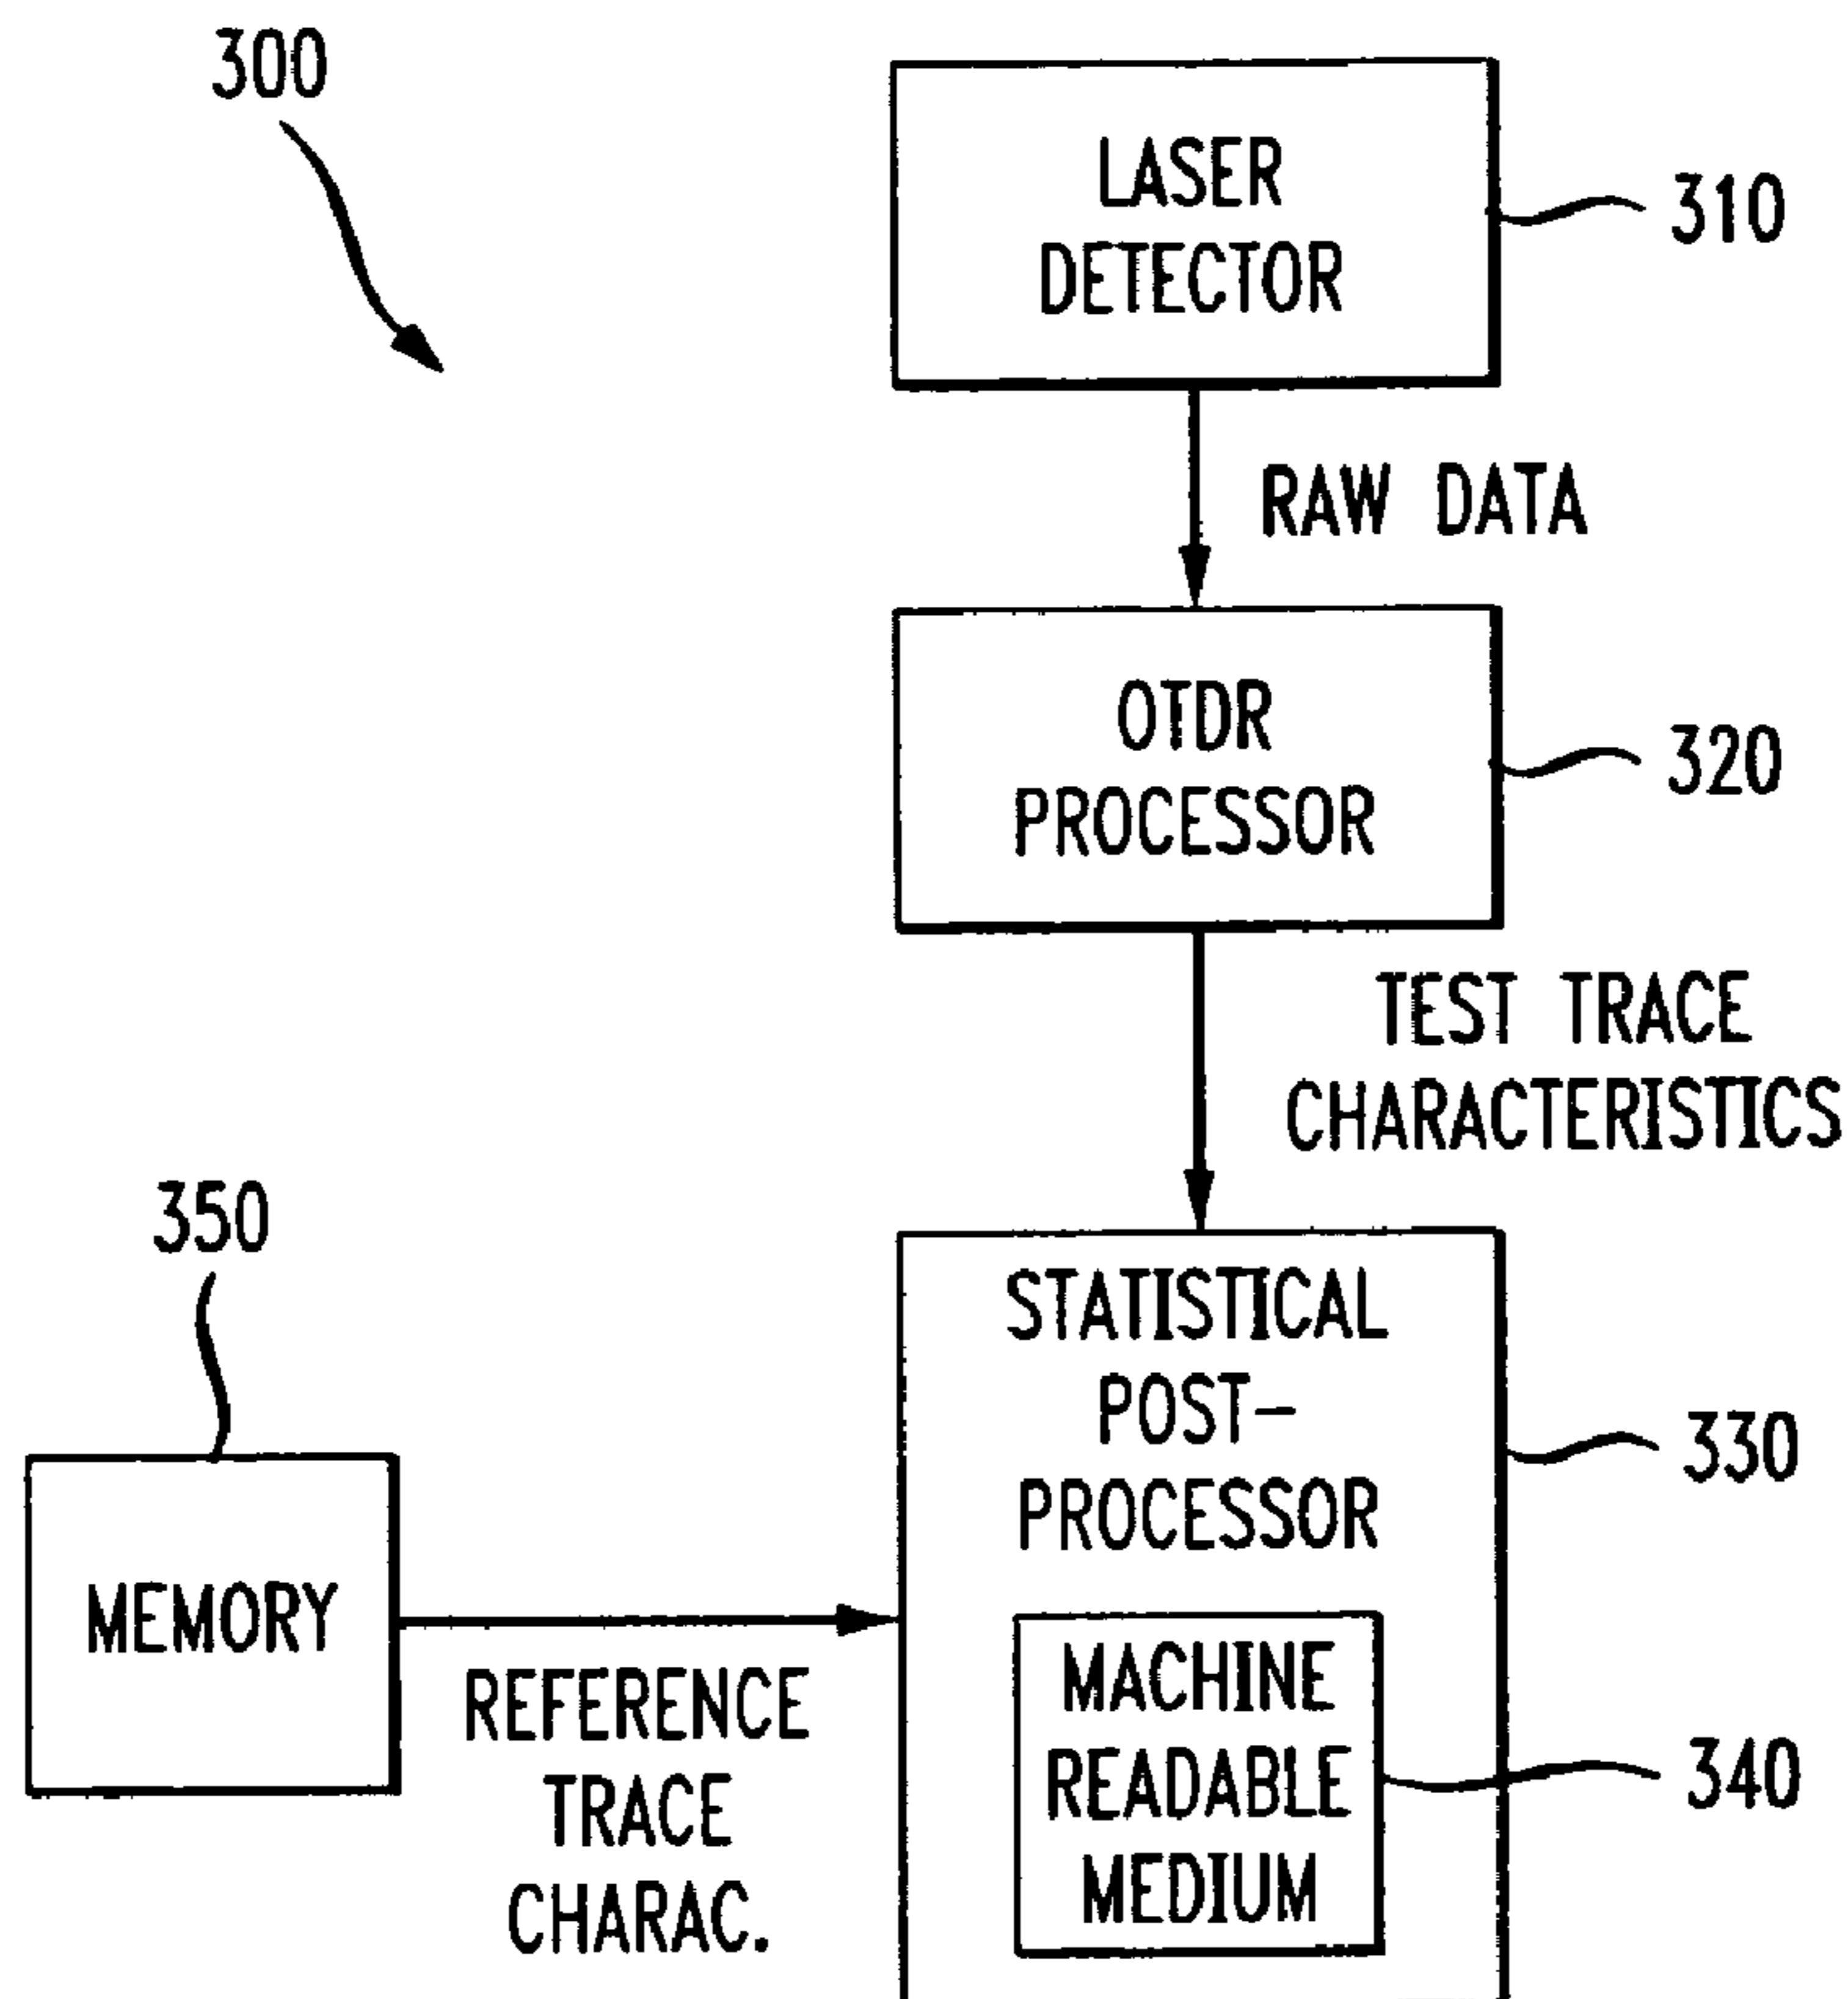 300
LASER
DETECTOR
310
RAW DATA
OTDR
PROCESSOR
320
TEST TRACE
CHARACTERISTICS
350
STATISTICAL
POST-
PROCESSOR
330
MEMORY
REFERENCE
TRACE
CHARAC.
MACHINE
READABLE
MEDIUM
340